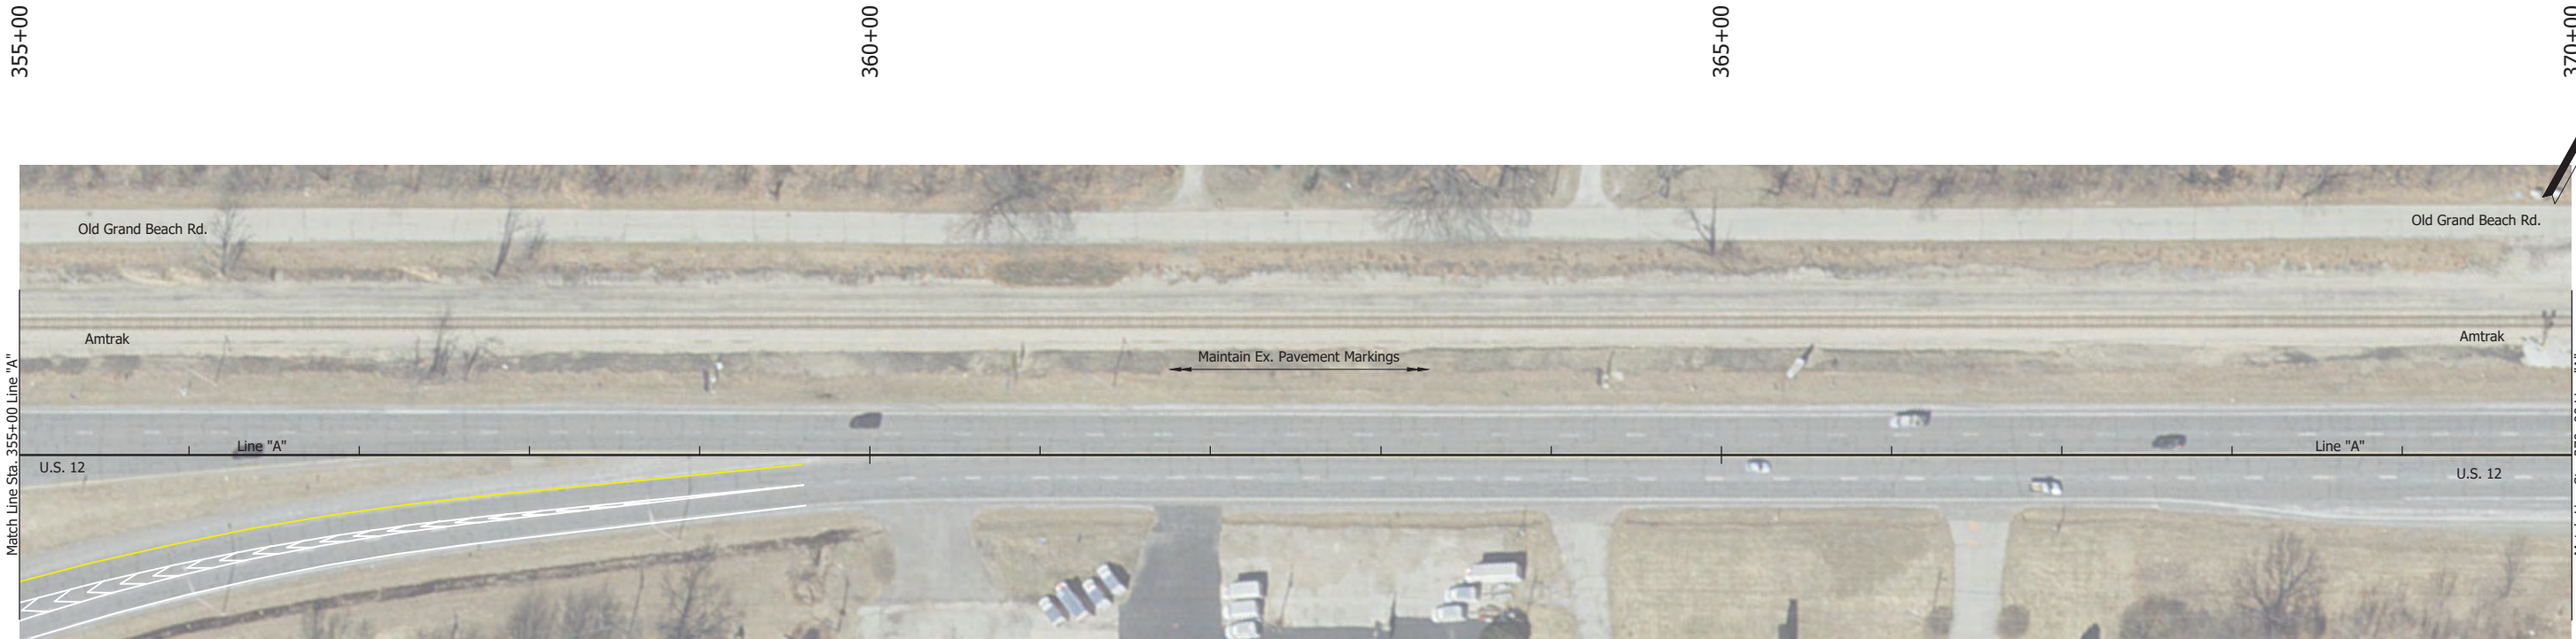 355+00
360+00
365+00
370+00
Old Grand Beach Rd.
Old Grand Beach Rd.
Amtrak
Amtrak
Maintain Ex. Pavement Markings
Line "A"
Line "A"
U.S. 12
U.S. 12
Match Line Sta. 355+00 Line "A"